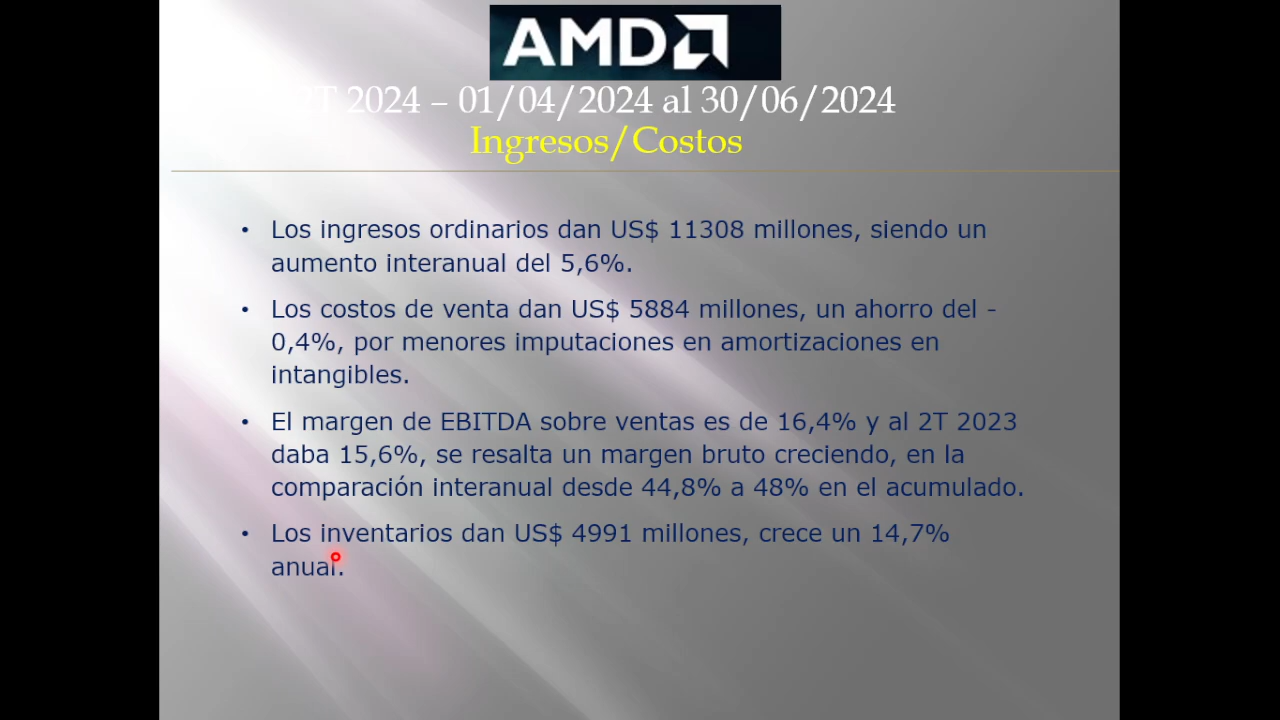 AMD
2T 2024 – 01/04/2024 al 30/06/2024
Ingresos/Costos
• Los ingresos ordinarios dan US$ 11308 millones, siendo un
aumento interanual del 5,6%.
• Los costos de venta dan US$ 5884 millones, un ahorro del -
0,4%, por menores imputaciones en amortizaciones en
intangibles.
• El margen de EBITDA sobre ventas es de 16,4% y al 2T 2023
daba 15,6%, se resalta un margen bruto creciendo, en la
comparación interanual desde 44,8% a 48% en el acumulado.
• Los inventarios dan US$ 4991 millones, crece un 14,7%
anual.